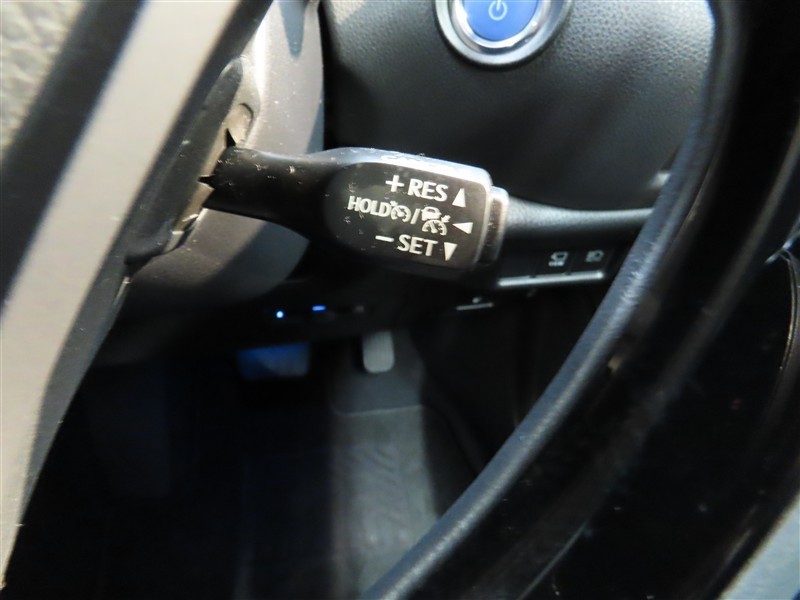 + RES ▲
HOLD / ◀
− SET ▼